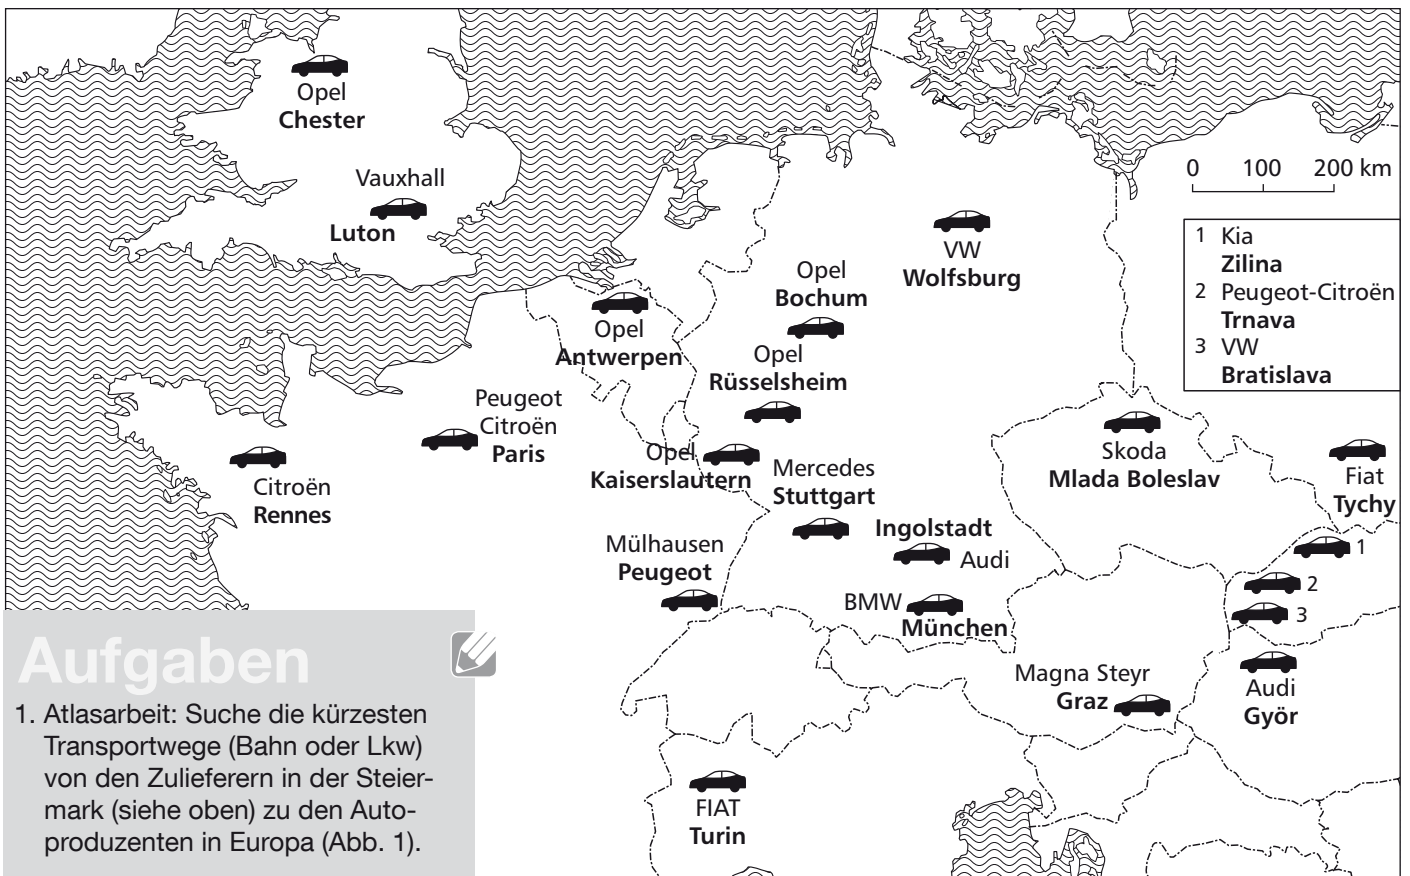 Opel
Chester
Vauxhall
Luton
0 100 200 km
1 Kia
Zilina
2 Peugeot-Citroën
Trnava
3 VW
Bratislava
VW
Wolfsburg
Opel
Bochum
Opel
Antwerpen
Opel
Rüsselsheim
Peugeot
Citroën
Paris
Opel
Kaiserslautern
Citroën
Rennes
Mercedes
Stuttgart
Skoda
Mlada Boleslav
Fiat
Tychy
Ingolstadt
Audi
Mülhausen
Peugeot
BMW
München
1
2
3
Magna Steyr
Graz
Audi
Györ
FIAT
Turin
Aufgaben
1. Atlasarbeit: Suche die kürzesten
Transportwege (Bahn oder Lkw)
von den Zulieferern in der Steier-
mark (siehe oben) zu den Auto-
produzenten in Europa (Abb. 1).